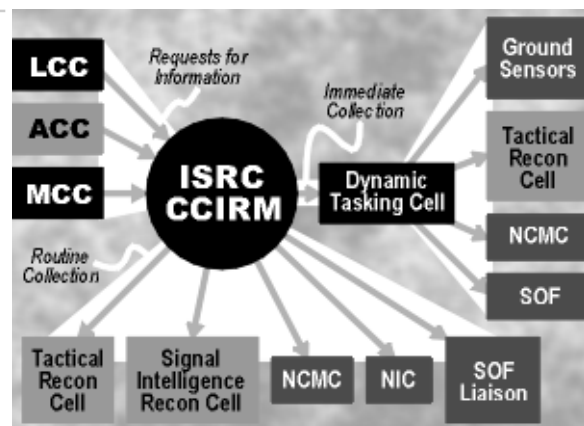 LCC
ACC
MCC
Requests for
Information
Immediate
Collection
ISRC
CCIRM
Dynamic
Tasking Cell
Ground
Sensors
Tactical
Recon
Cell
NCMC
SOF
Routine
Collection
Tactical
Recon
Cell
Signal
Intelligence
Recon Cell
NCMC
NIC
SOF
Liaison